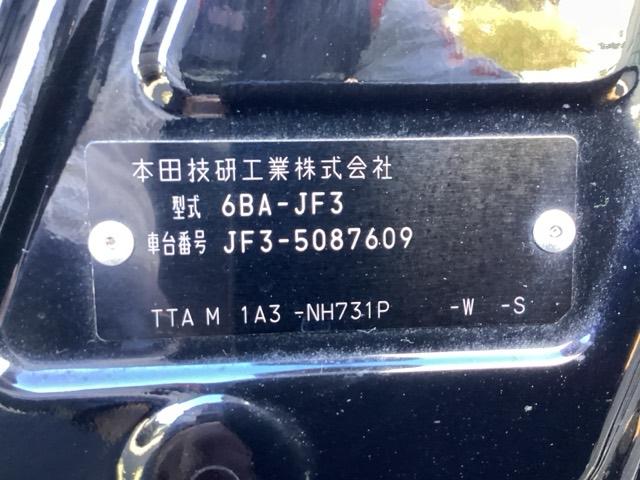 本田技研工業株式会社
型式 6BA-JF3
車台番号 JF3-5087609
TTA M 1A3 -NH731P -W -S